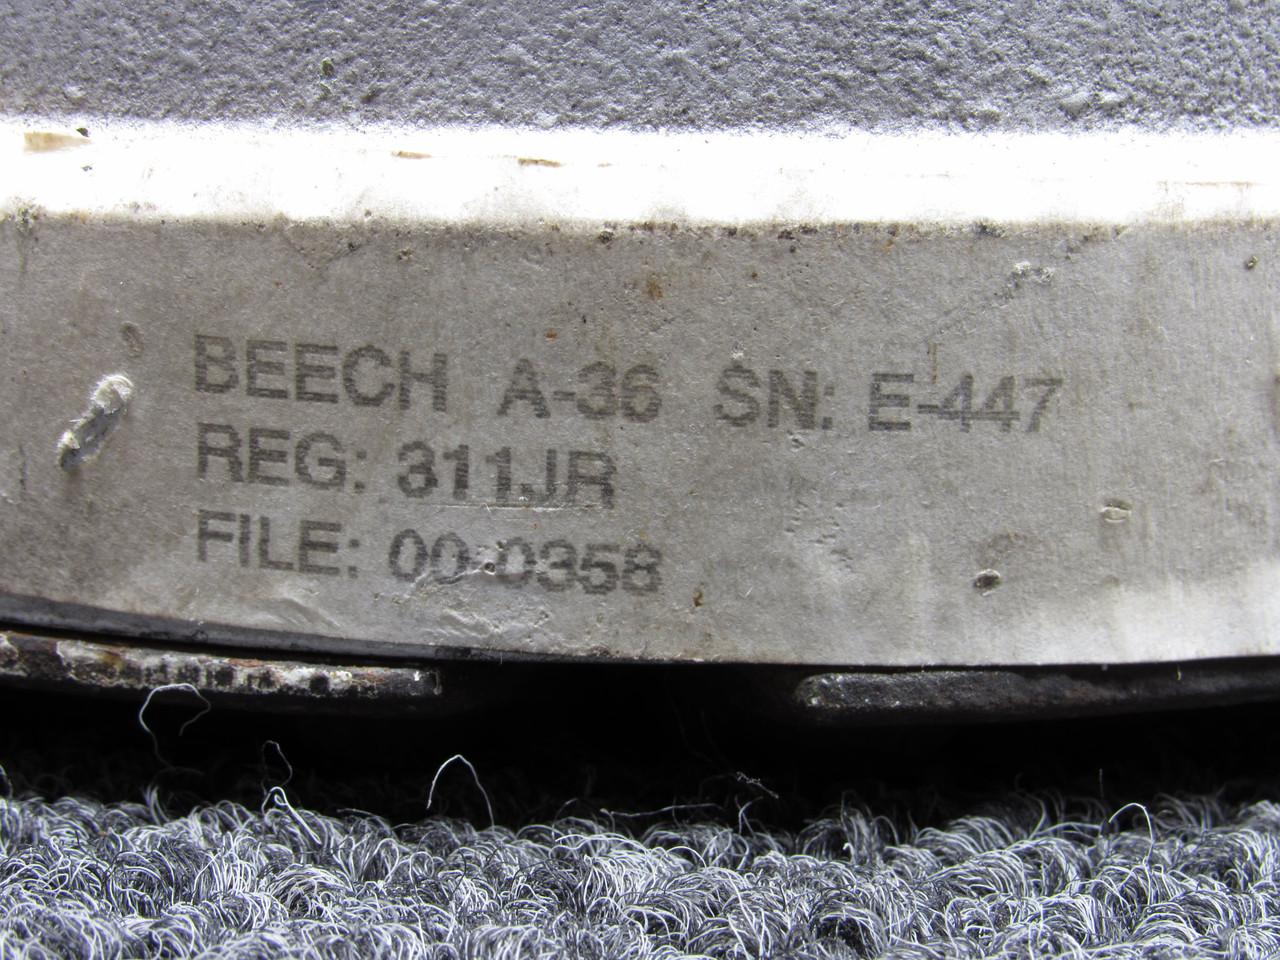 BEECH A-36 SN: E-447
REG: 311JR
FILE: 00-0358